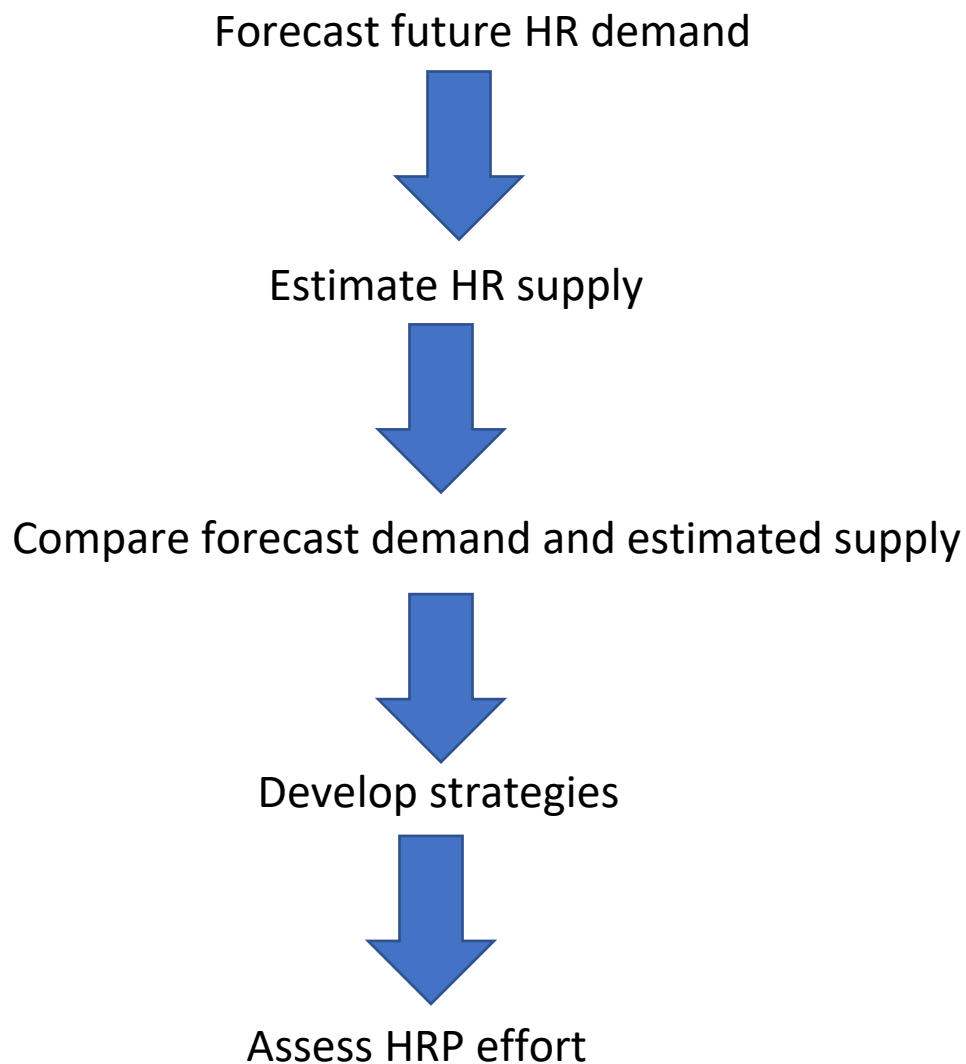 Forecast future HR demand
Estimate HR supply
Compare forecast demand and estimated supply
Develop strategies
Assess HRP effort